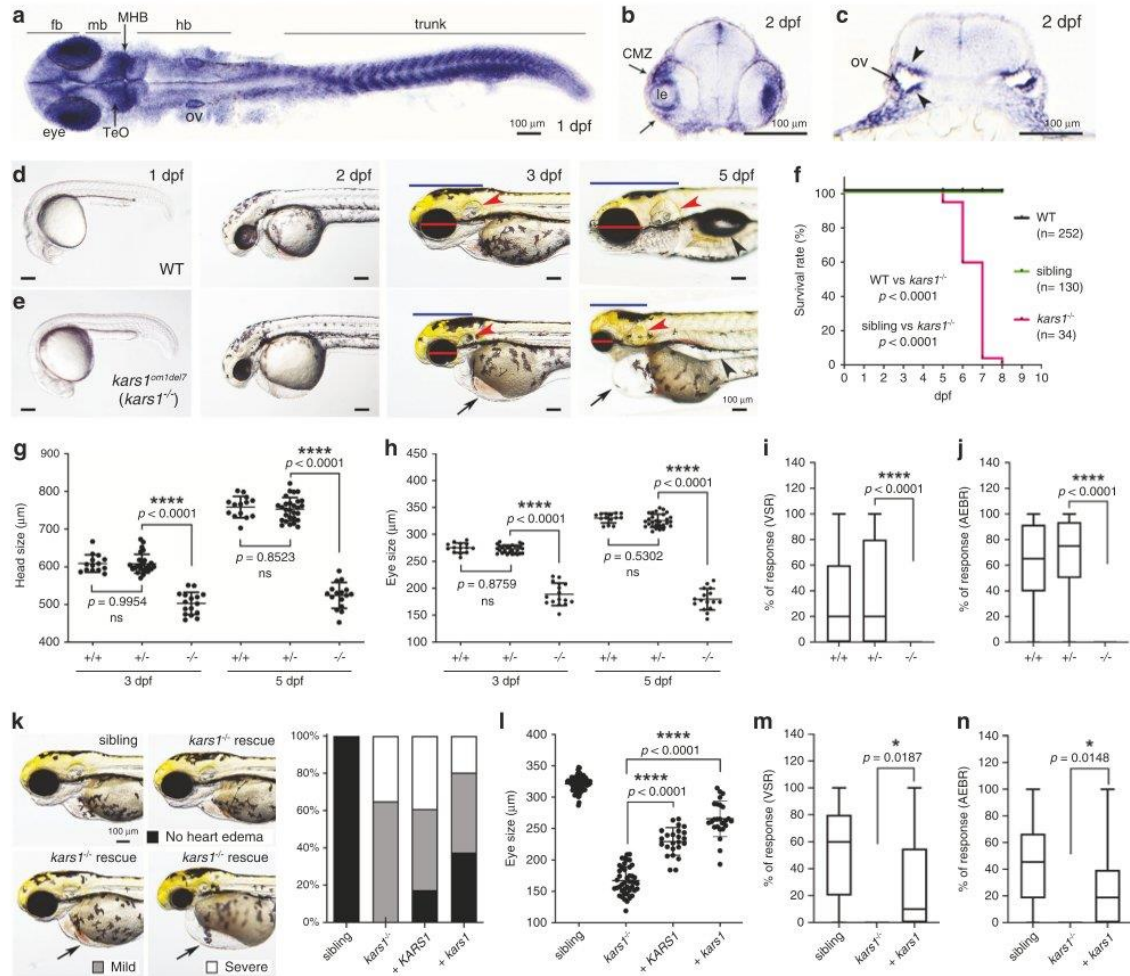 a
fb
mb
MHB
hb
trunk
eye
TeO
ov
100 μm
1 dpf
b
2 dpf
CMZ
le
100 μm
c
2 dpf
ov
100 μm
d
1 dpf
2 dpf
3 dpf
5 dpf
WT
e
kars1om1del7
(kars1-/-)
100 μm
f
Survival rate (%)
100
80
60
40
20
0
0 1 2 3 4 5 6 7 8 9 10
dpf
WT vs kars1-/-
p < 0.0001
sibling vs kars1-/-
p < 0.0001
WT
(n= 252)
sibling
(n= 130)
kars1-/-
(n= 34)
g
Head size (μm)
900
800
700
600
500
400
****
p < 0.0001
p = 0.9954
ns
****
p < 0.0001
p = 0.8523
ns
+/+ +/- -/- +/+ +/- -/-
3 dpf 5 dpf
h
Eye size (μm)
450
400
350
300
250
200
150
100
****
p < 0.0001
p = 0.8759
ns
****
p < 0.0001
p = 0.5302
ns
+/+ +/- -/- +/+ +/- -/-
3 dpf 5 dpf
i
% of response (VSR)
140
120
100
80
60
40
20
0
****
p < 0.0001
+/+ +/- -/-
j
% of response (AEBR)
140
120
100
80
60
40
20
0
****
p < 0.0001
+/+ +/- -/-
k
sibling
kars1-/- rescue
100 μm
No heart edema
kars1-/- rescue
kars1-/- rescue
Mild
Severe
100%
80%
60%
40%
20%
0%
sibling
kars1-/-
+ KARS1
+ kars1
l
Eye size (μm)
400
350
300
250
200
150
100
****
p < 0.0001
****
p < 0.0001
sibling
kars1-/-
+ KARS1
+ kars1
m
% of response (VSR)
140
120
100
80
60
40
20
0
*
p = 0.0187
sibling
kars1-/-
+ kars1
n
% of response (AEBR)
140
120
100
80
60
40
20
0
*
p = 0.0148
sibling
kars1-/-
+ kars1